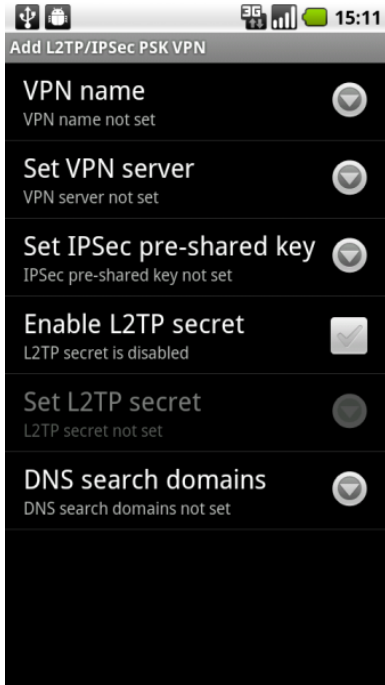 3G 15:11
Add L2TP/IPSec PSK VPN
VPN name
VPN name not set
Set VPN server
VPN server not set
Set IPSec pre-shared key
IPSec pre-shared key not set
Enable L2TP secret
L2TP secret is disabled
Set L2TP secret
L2TP secret not set
DNS search domains
DNS search domains not set